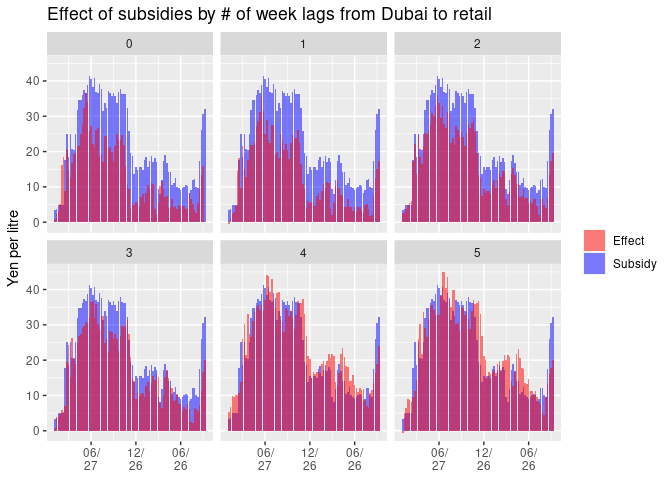 Effect of subsidies by # of week lags from Dubai to retail
0 1 2
40
30
20
10
0
3 4 5
40
30
20
10
0
06/ 12/ 06/ 06/ 12/ 06/ 06/ 12/ 06/
27 26 26 27 26 26 27 26 26
Yen per litre
Effect
Subsidy